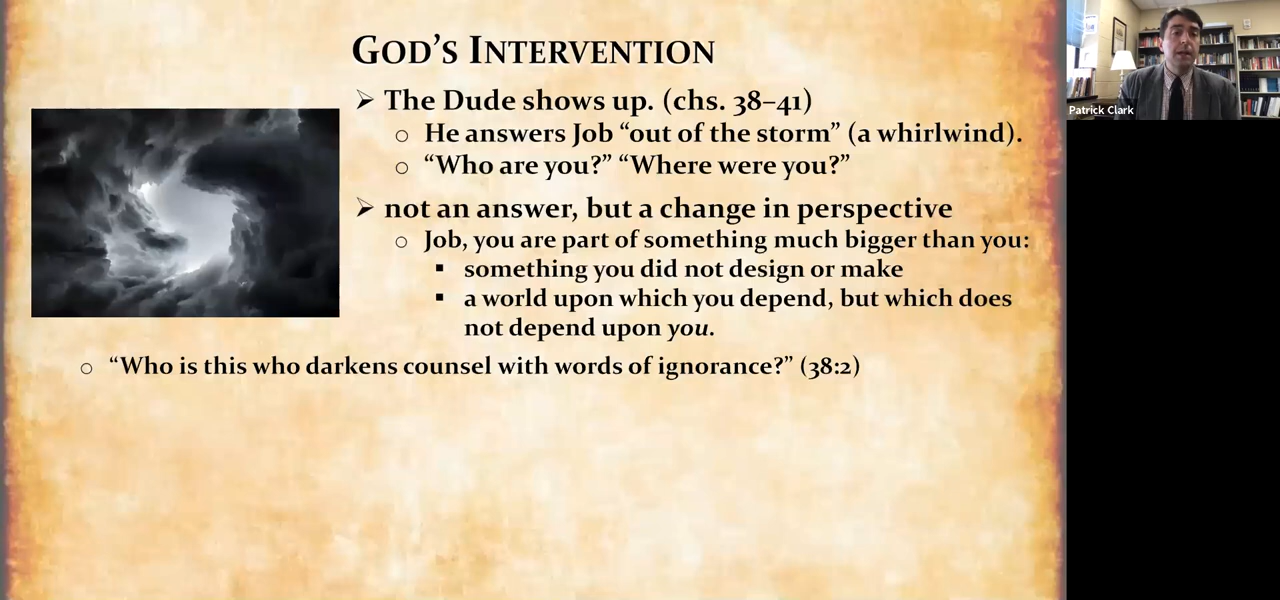 GOD'S INTERVENTION
➢ The Dude shows up. (chs. 38–41)
○ He answers Job “out of the storm” (a whirlwind).
○ “Who are you?” “Where were you?”
➢ not an answer, but a change in perspective
○ Job, you are part of something much bigger than you:
▪ something you did not design or make
▪ a world upon which you depend, but which does
not depend upon you.
○ “Who is this who darkens counsel with words of ignorance?” (38:2)
Patrick Clark